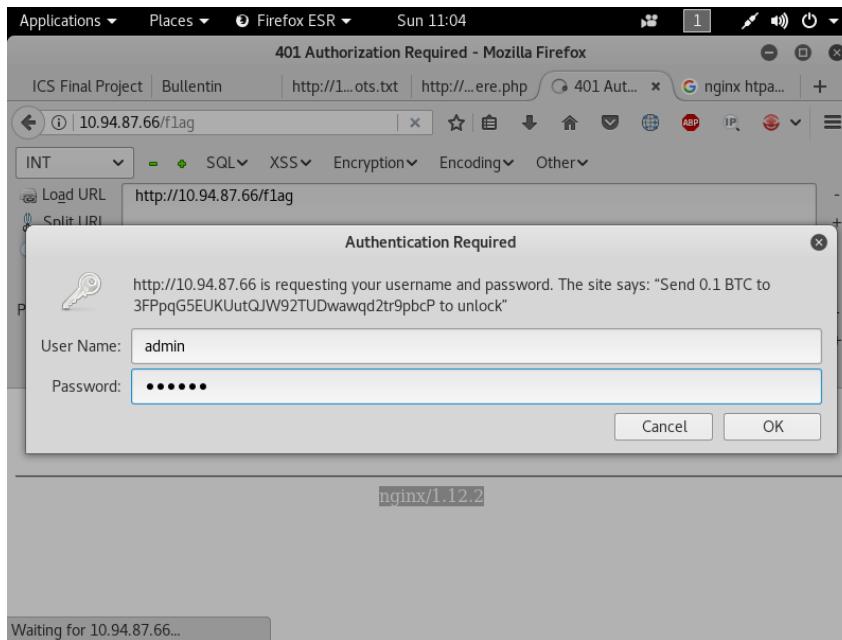 Applications Places Firefox ESR Sun 11:04 1
401 Authorization Required - Mozilla Firefox
ICS Final Project Bullentin http://1...ots.txt http://...ere.php 401 Aut... × G nginx htpa... +
10.94.87.66/f1ag × ABP IP
INT SQL XSS Encryption Encoding Other
Load URL http://10.94.87.66/f1ag
Split URL
Authentication Required
http://10.94.87.66 is requesting your username and password. The site says: “Send 0.1 BTC to
3FPpqG5EUKUutQJW92TUDwawqd2tr9pbcP to unlock”
User Name: admin
Password: ••••••
Cancel OK
nginx/1.12.2
Waiting for 10.94.87.66...